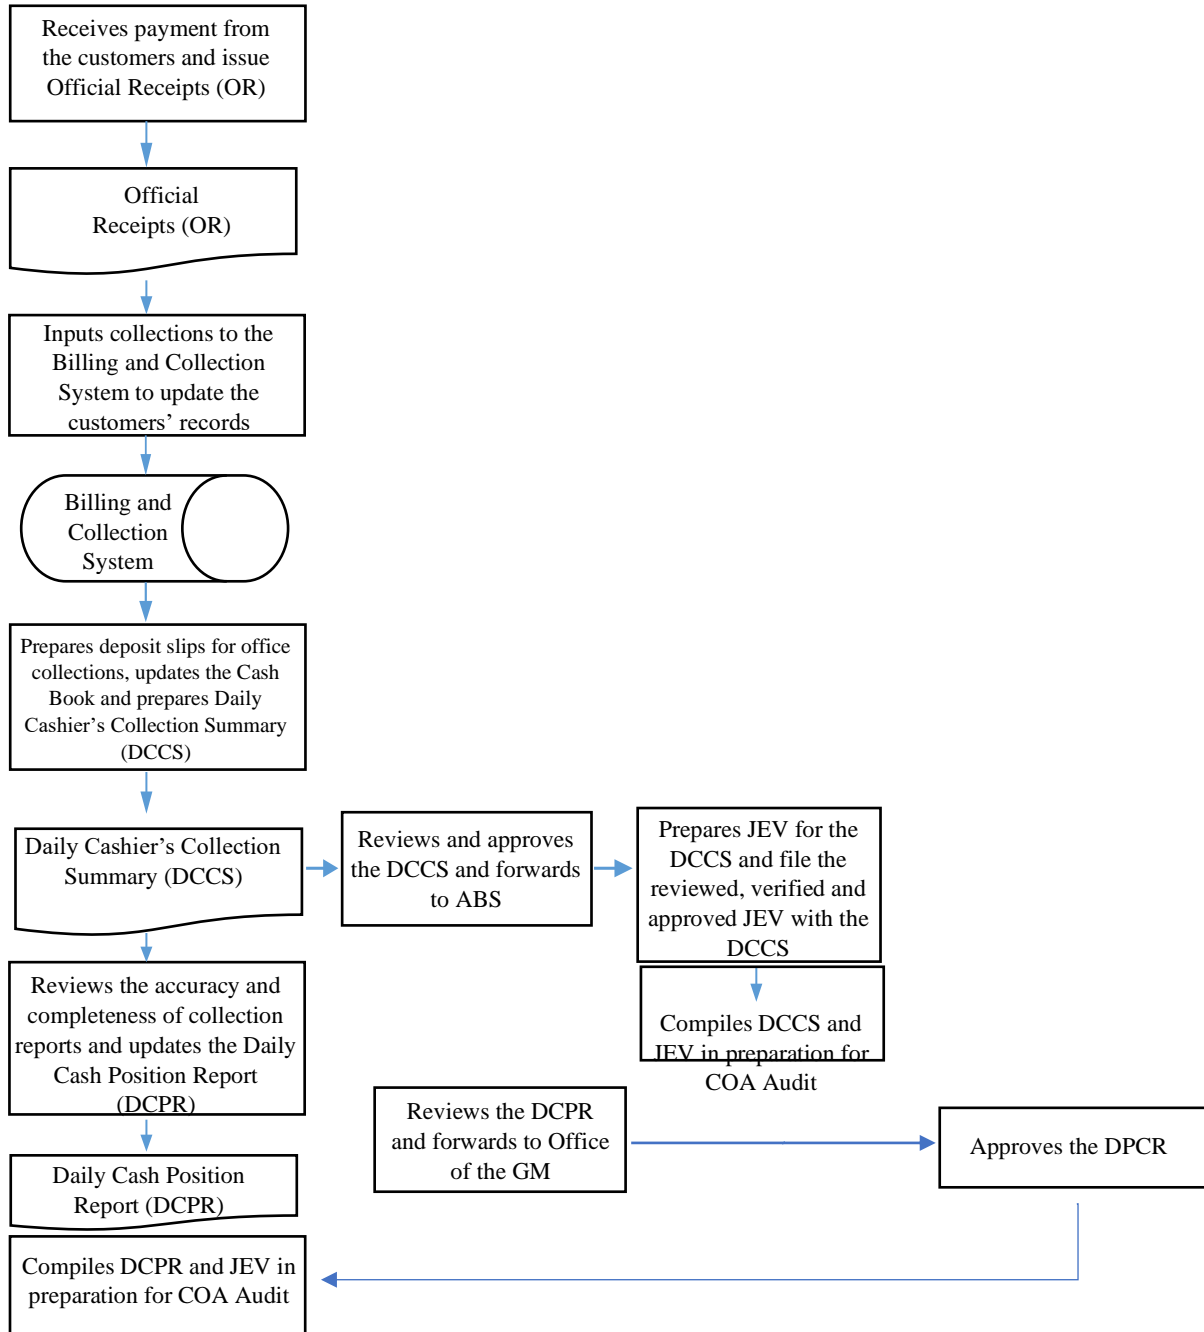 Receives payment from
the customers and issue
Official Receipts (OR)
Official
Receipts (OR)
Inputs collections to the
Billing and Collection
System to update the
customers’ records
Billing and
Collection
System
Prepares deposit slips for office
collections, updates the Cash
Book and prepares Daily
Cashier’s Collection Summary
(DCCS)
Daily Cashier’s Collection
Summary (DCCS)
Reviews and approves
the DCCS and forwards
to ABS
Prepares JEV for the
DCCS and file the
reviewed, verified and
approved JEV with the
DCCS
Compiles DCCS and
JEV in preparation for
COA Audit
Reviews the accuracy and
completeness of collection
reports and updates the Daily
Cash Position Report
(DCPR)
Daily Cash Position
Report (DCPR)
Reviews the DCPR
and forwards to Office
of the GM
Approves the DPCR
Compiles DCPR and JEV in
preparation for COA Audit